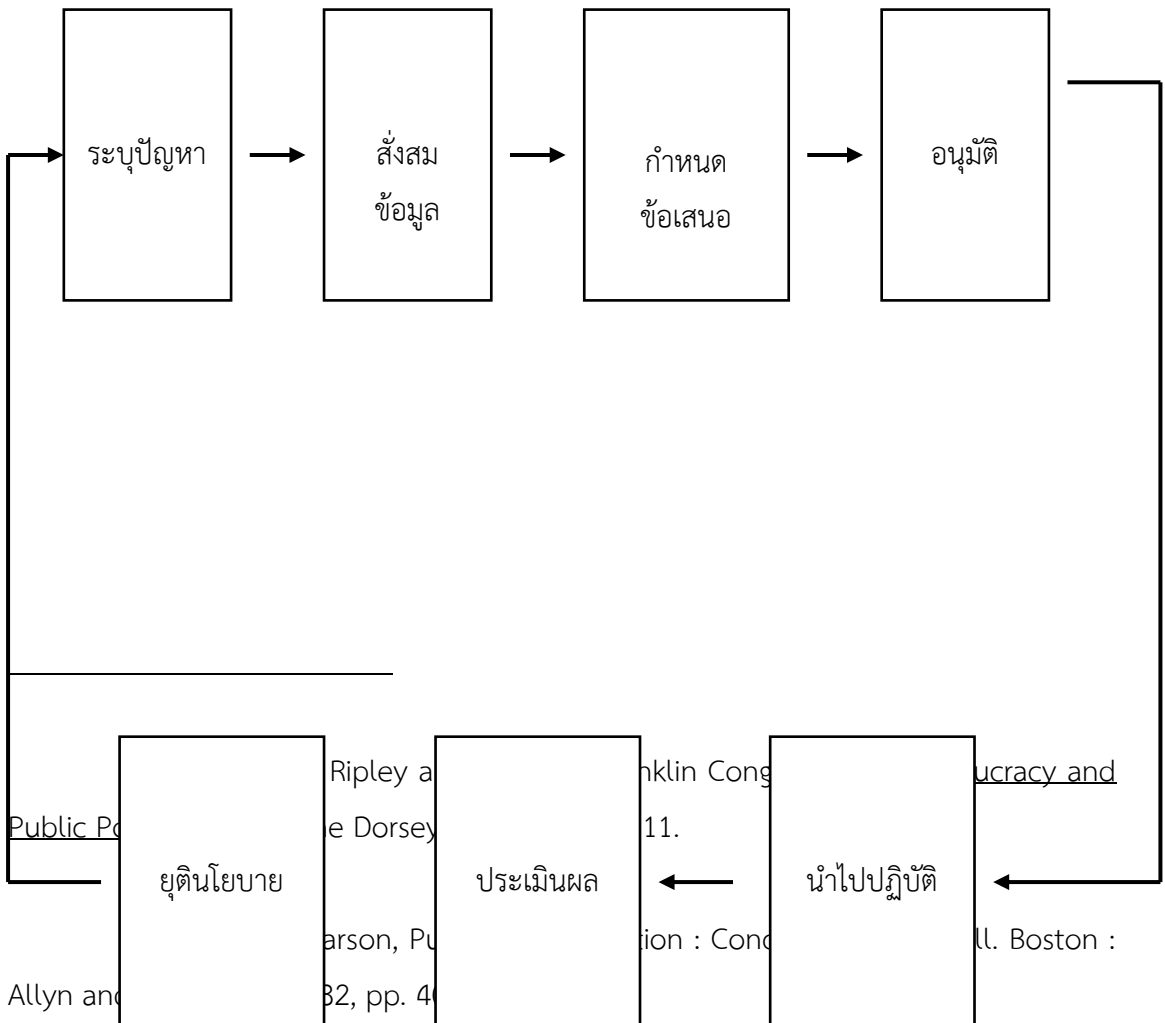 ระบุปัญหา
สั่งสม
ข้อมูล
กำหนด
ข้อเสนอ
อนุมัติ
Ripley a nklin Cong ucracy and
Public Po e Dorsey 11.
ยุตินโยบาย
ประเมินผล
นำไปปฏิบัติ
arson, Pu ion : Conc ll. Boston :
Allyn and 32, pp. 4